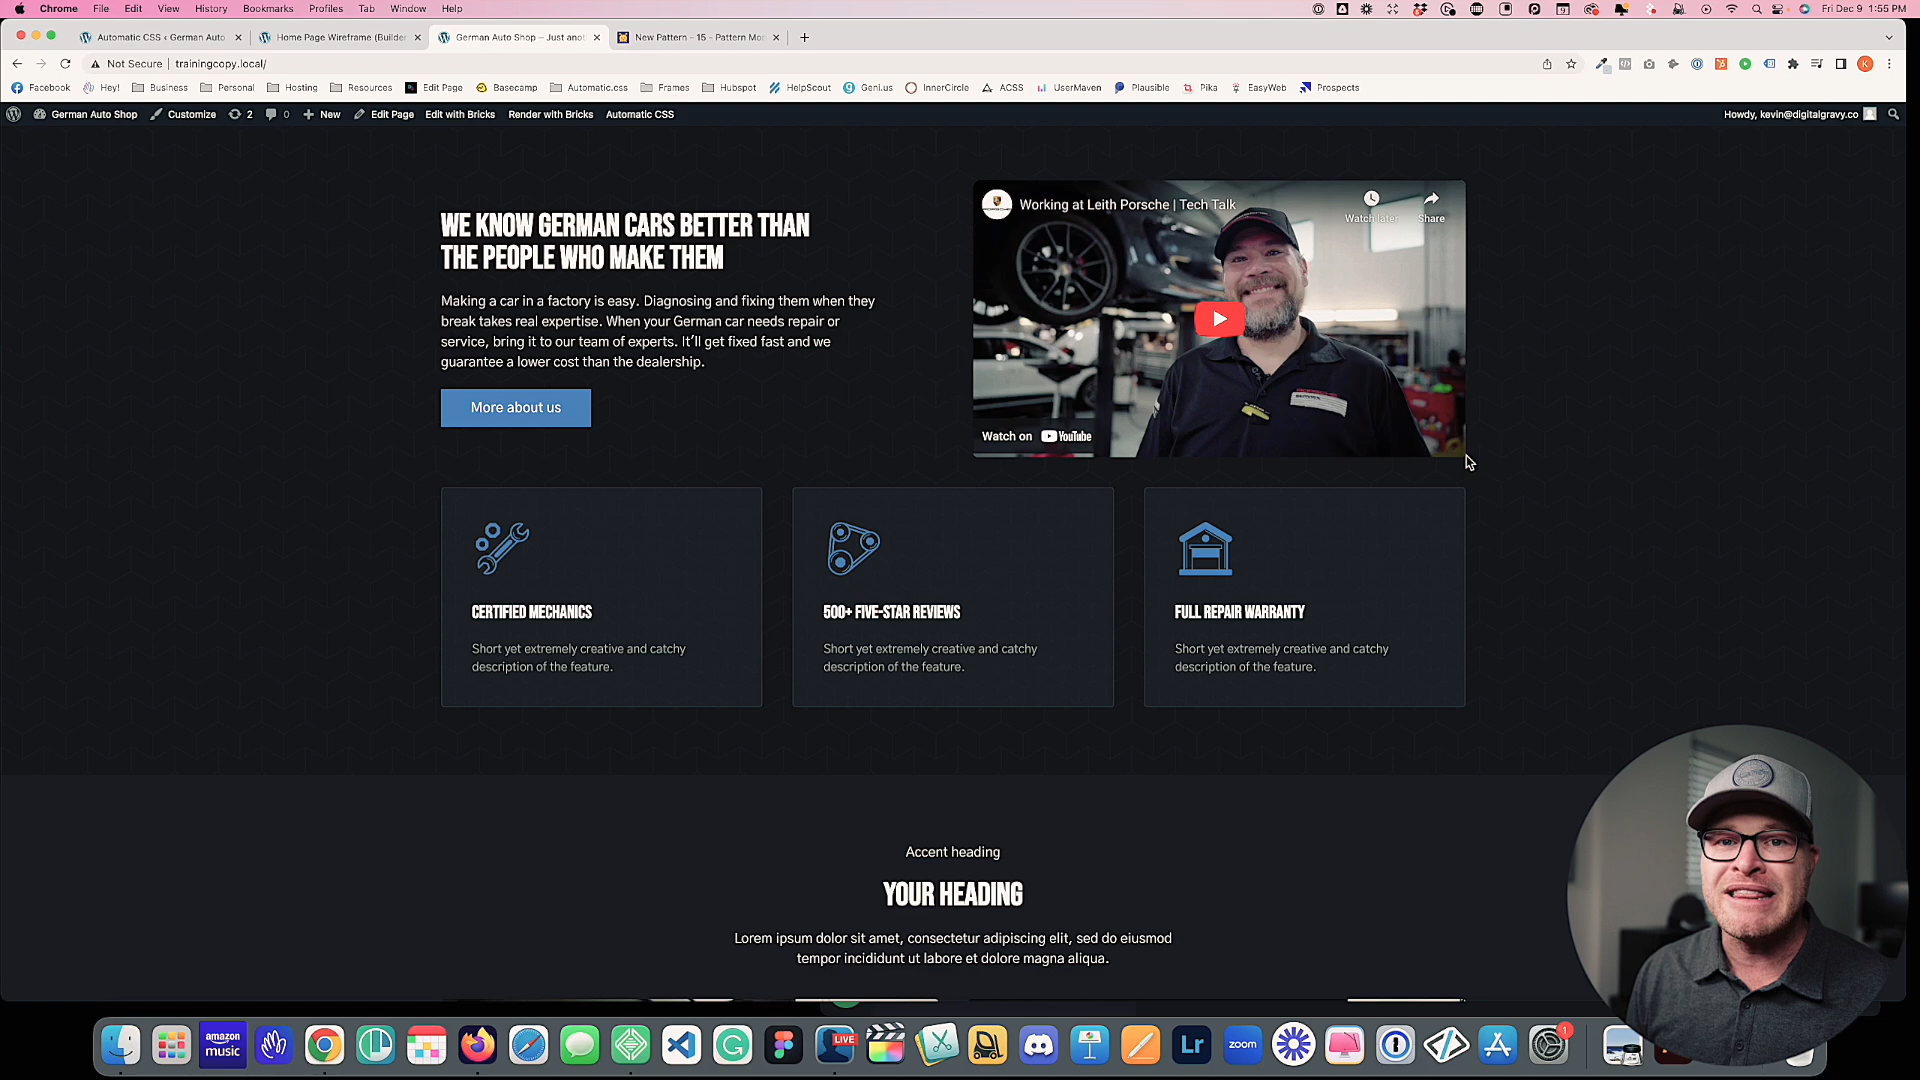 Chrome File Edit View History Bookmarks Profiles Tab Window Help Fri Dec 9 1:55 PM
Automatic CSS ‹ German Auto Home Page Wireframe (Builder German Auto Shop – Just anot New Pattern - 15 - Pattern Mon
Not Secure trainingcopy.local/
Facebook Hey! Business Personal Hosting Resources Edit Page Basecamp Automatic.css Frames Hubspot HelpScout Geni.us InnerCircle ACSS UserMaven Plausible Pika EasyWeb Prospects
German Auto Shop Customize 2 0 New Edit Page Edit with Bricks Render with Bricks Automatic CSS Howdy, kevin@digitalgravy.co
WE KNOW GERMAN CARS BETTER THAN
THE PEOPLE WHO MAKE THEM
Making a car in a factory is easy. Diagnosing and fixing them when they
break takes real expertise. When your German car needs repair or
service, bring it to our team of experts. It'll get fixed fast and we
guarantee a lower cost than the dealership.
More about us
Working at Leith Porsche | Tech Talk
Watch later Share
Watch on YouTube
CERTIFIED MECHANICS
Short yet extremely creative and catchy
description of the feature.
500+ FIVE-STAR REVIEWS
Short yet extremely creative and catchy
description of the feature.
FULL REPAIR WARRANTY
Short yet extremely creative and catchy
description of the feature.
Accent heading
YOUR HEADING
Lorem ipsum dolor sit amet, consectetur adipiscing elit, sed do eiusmod
tempor incididunt ut labore et dolore magna aliqua.
amazon
music
LIVE
Lr
zoom
1